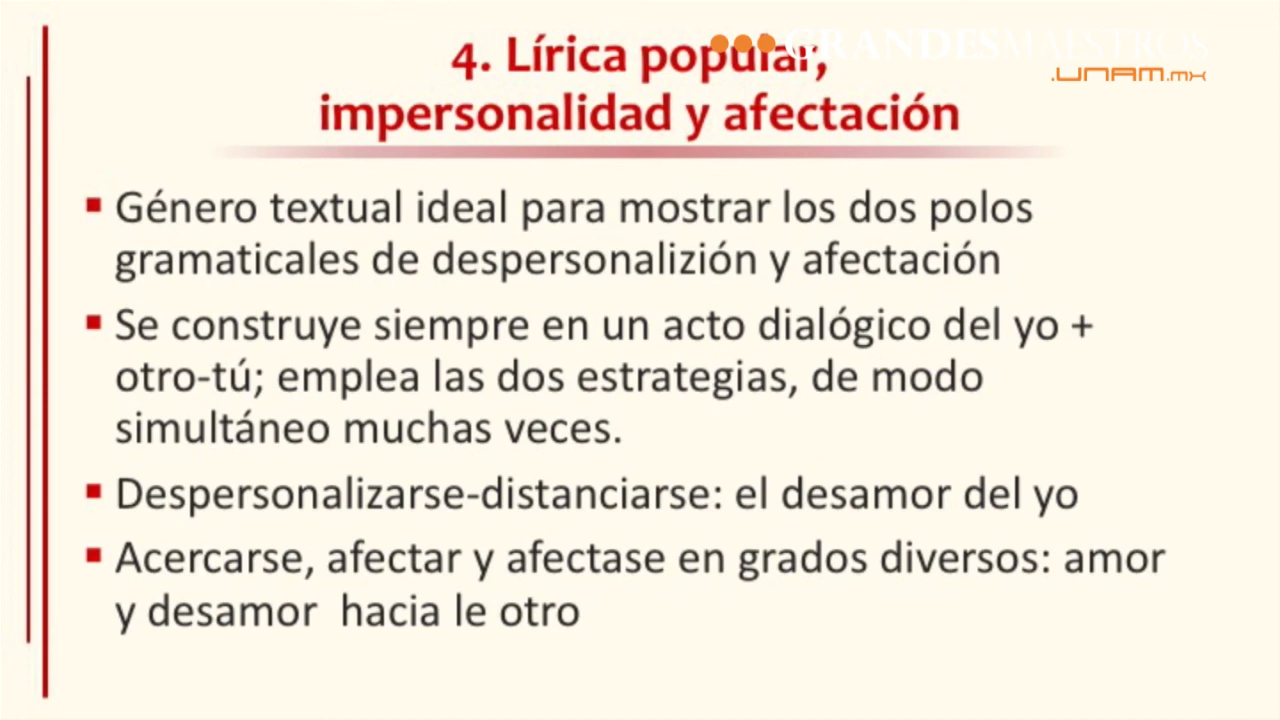 4. Lírica popular,
GRANDESMAESTROS
.UNAM.mx
impersonalidad y afectación
▪ Género textual ideal para mostrar los dos polos
gramaticales de despersonalizión y afectación
▪ Se construye siempre en un acto dialógico del yo +
otro-tú; emplea las dos estrategias, de modo
simultáneo muchas veces.
▪ Despersonalizarse-distanciarse: el desamor del yo
▪ Acercarse, afectar y afectase en grados diversos: amor
y desamor hacia le otro